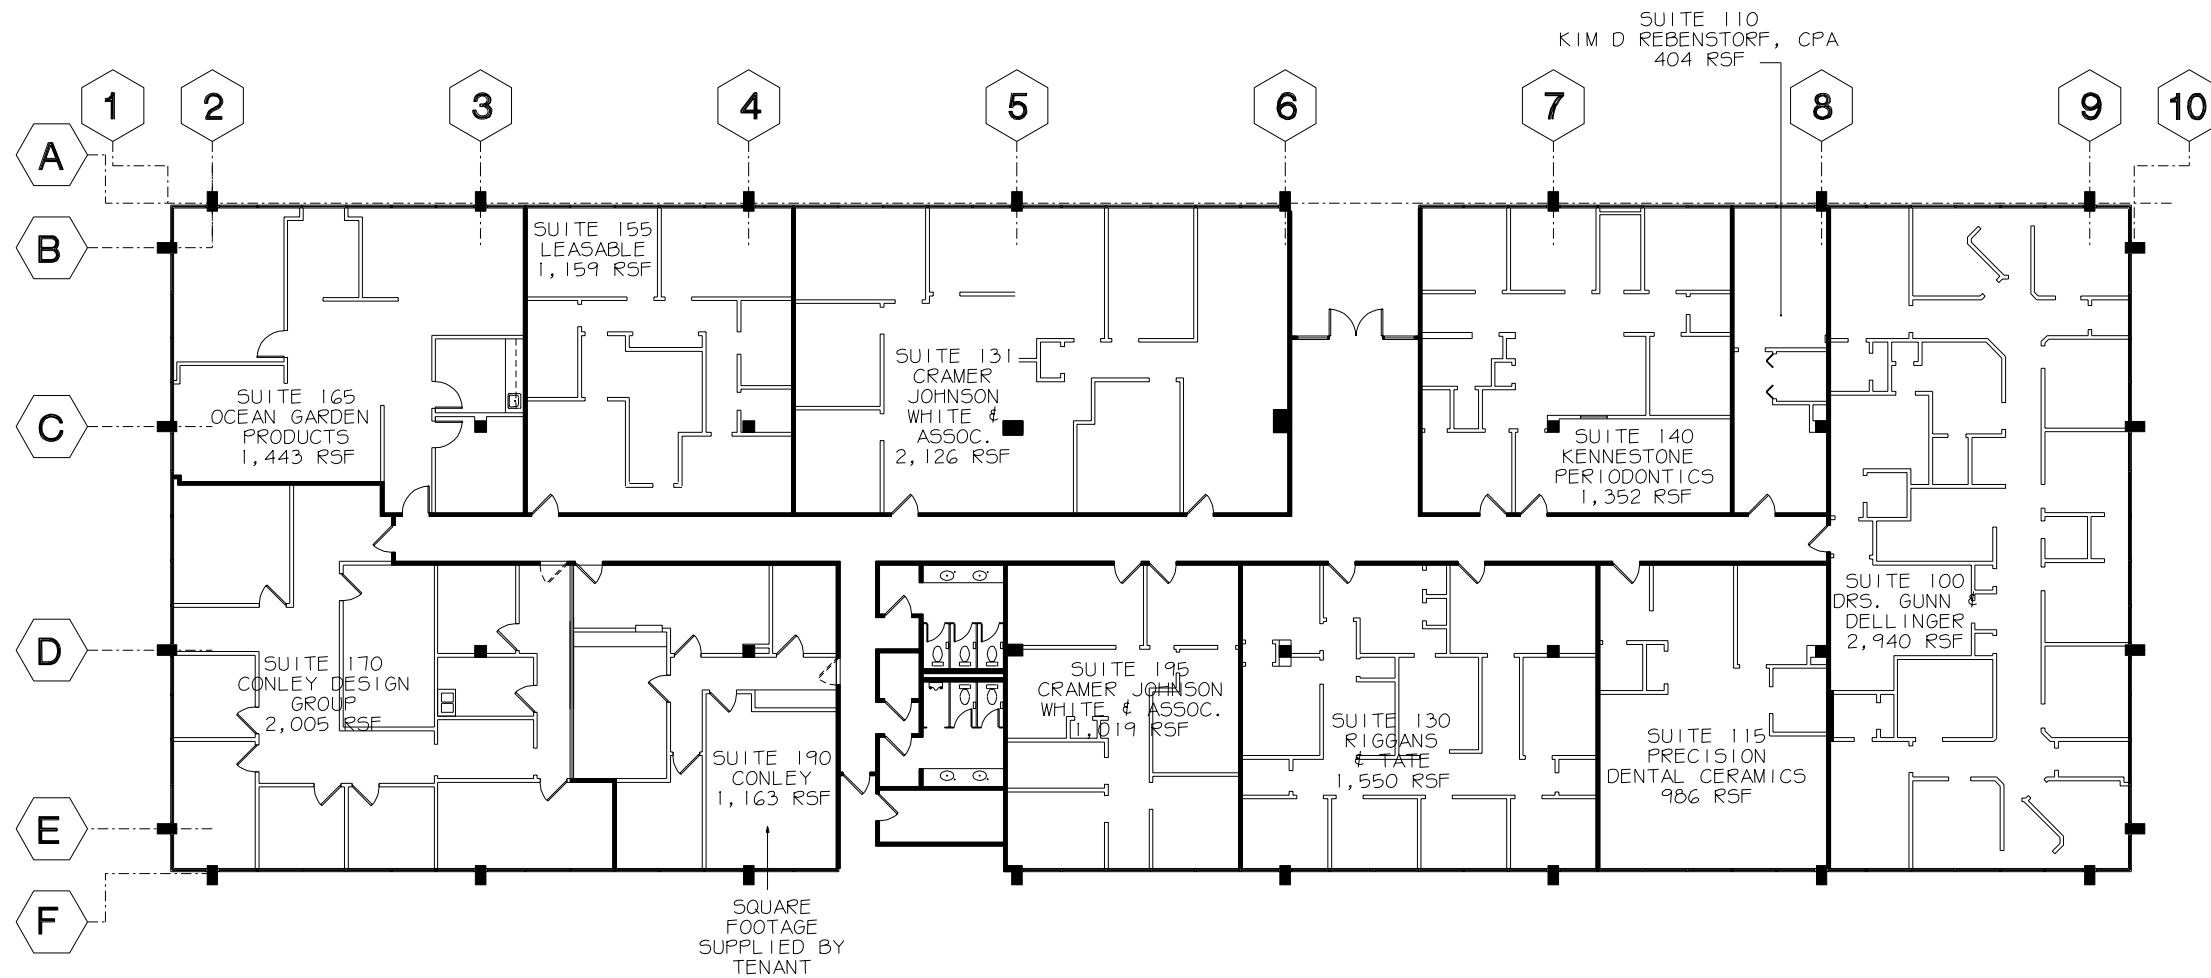 SUITE 110
KIM D REBENSTORF, CPA
404 RSF
1
2
3
4
5
6
7
8
9
10
A
B
C
D
E
F
SUITE 155
LEASABLE
1,159 RSF
SUITE 165
OCEAN GARDEN
PRODUCTS
1,443 RSF
SUITE 131
CRAMER
JOHNSON
WHITE &
ASSOC.
2,126 RSF
SUITE 140
KENNESTONE
PERIODONTICS
1,352 RSF
SUITE 100
DRS. GUNN &
DELLINGER
2,940 RSF
SUITE 170
CONLEY DESIGN
GROUP
2,005 RSF
SUITE 190
CONLEY
1,163 RSF
SUITE 195
CRAMER JOHNSON
WHITE & ASSOC.
1,019 RSF
SUITE 130
RIGGANS
& TATE
1,550 RSF
SUITE 115
PRECISION
DENTAL CERAMICS
986 RSF
SQUARE
FOOTAGE
SUPPLIED BY
TENANT